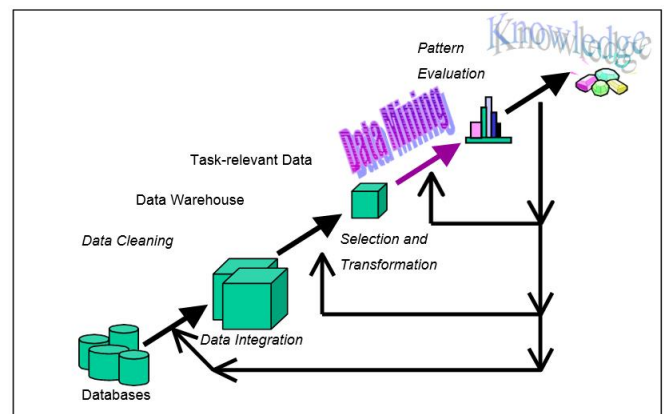 Knowledge
Pattern
Evaluation
Data Mining
Task-relevant Data
Data Warehouse
Data Cleaning
Selection and
Transformation
Data Integration
Databases